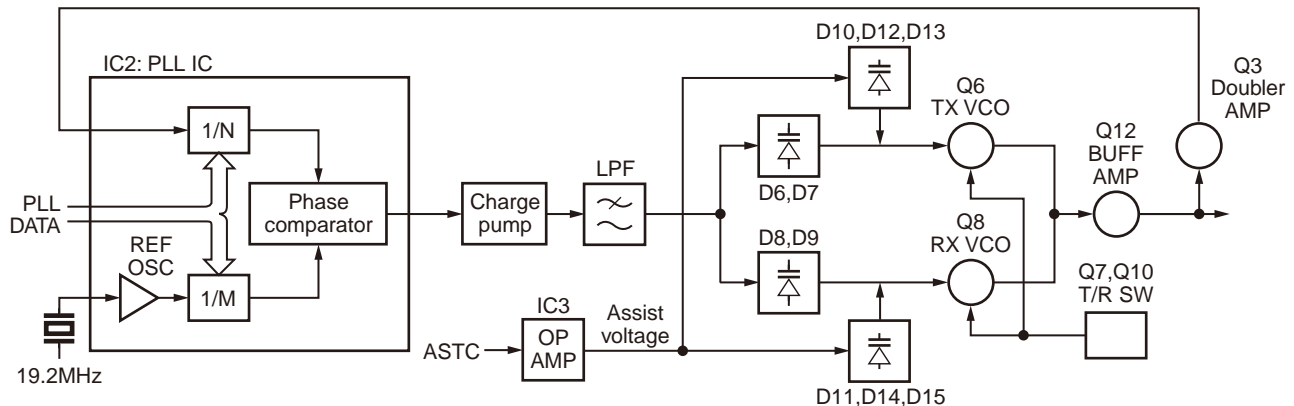 D10,D12,D13
IC2: PLL IC
Q3
Doubler
AMP
Q6
TX VCO
1/N
Q12
BUFF
AMP
LPF
PLL
DATA
Phase
comparator
Charge
pump
D6,D7
REF
OSC
D8,D9
Q8
RX VCO
Q7,Q10
T/R SW
1/M
IC3
OP
AMP
Assist
voltage
ASTC
19.2MHz
D11,D14,D15